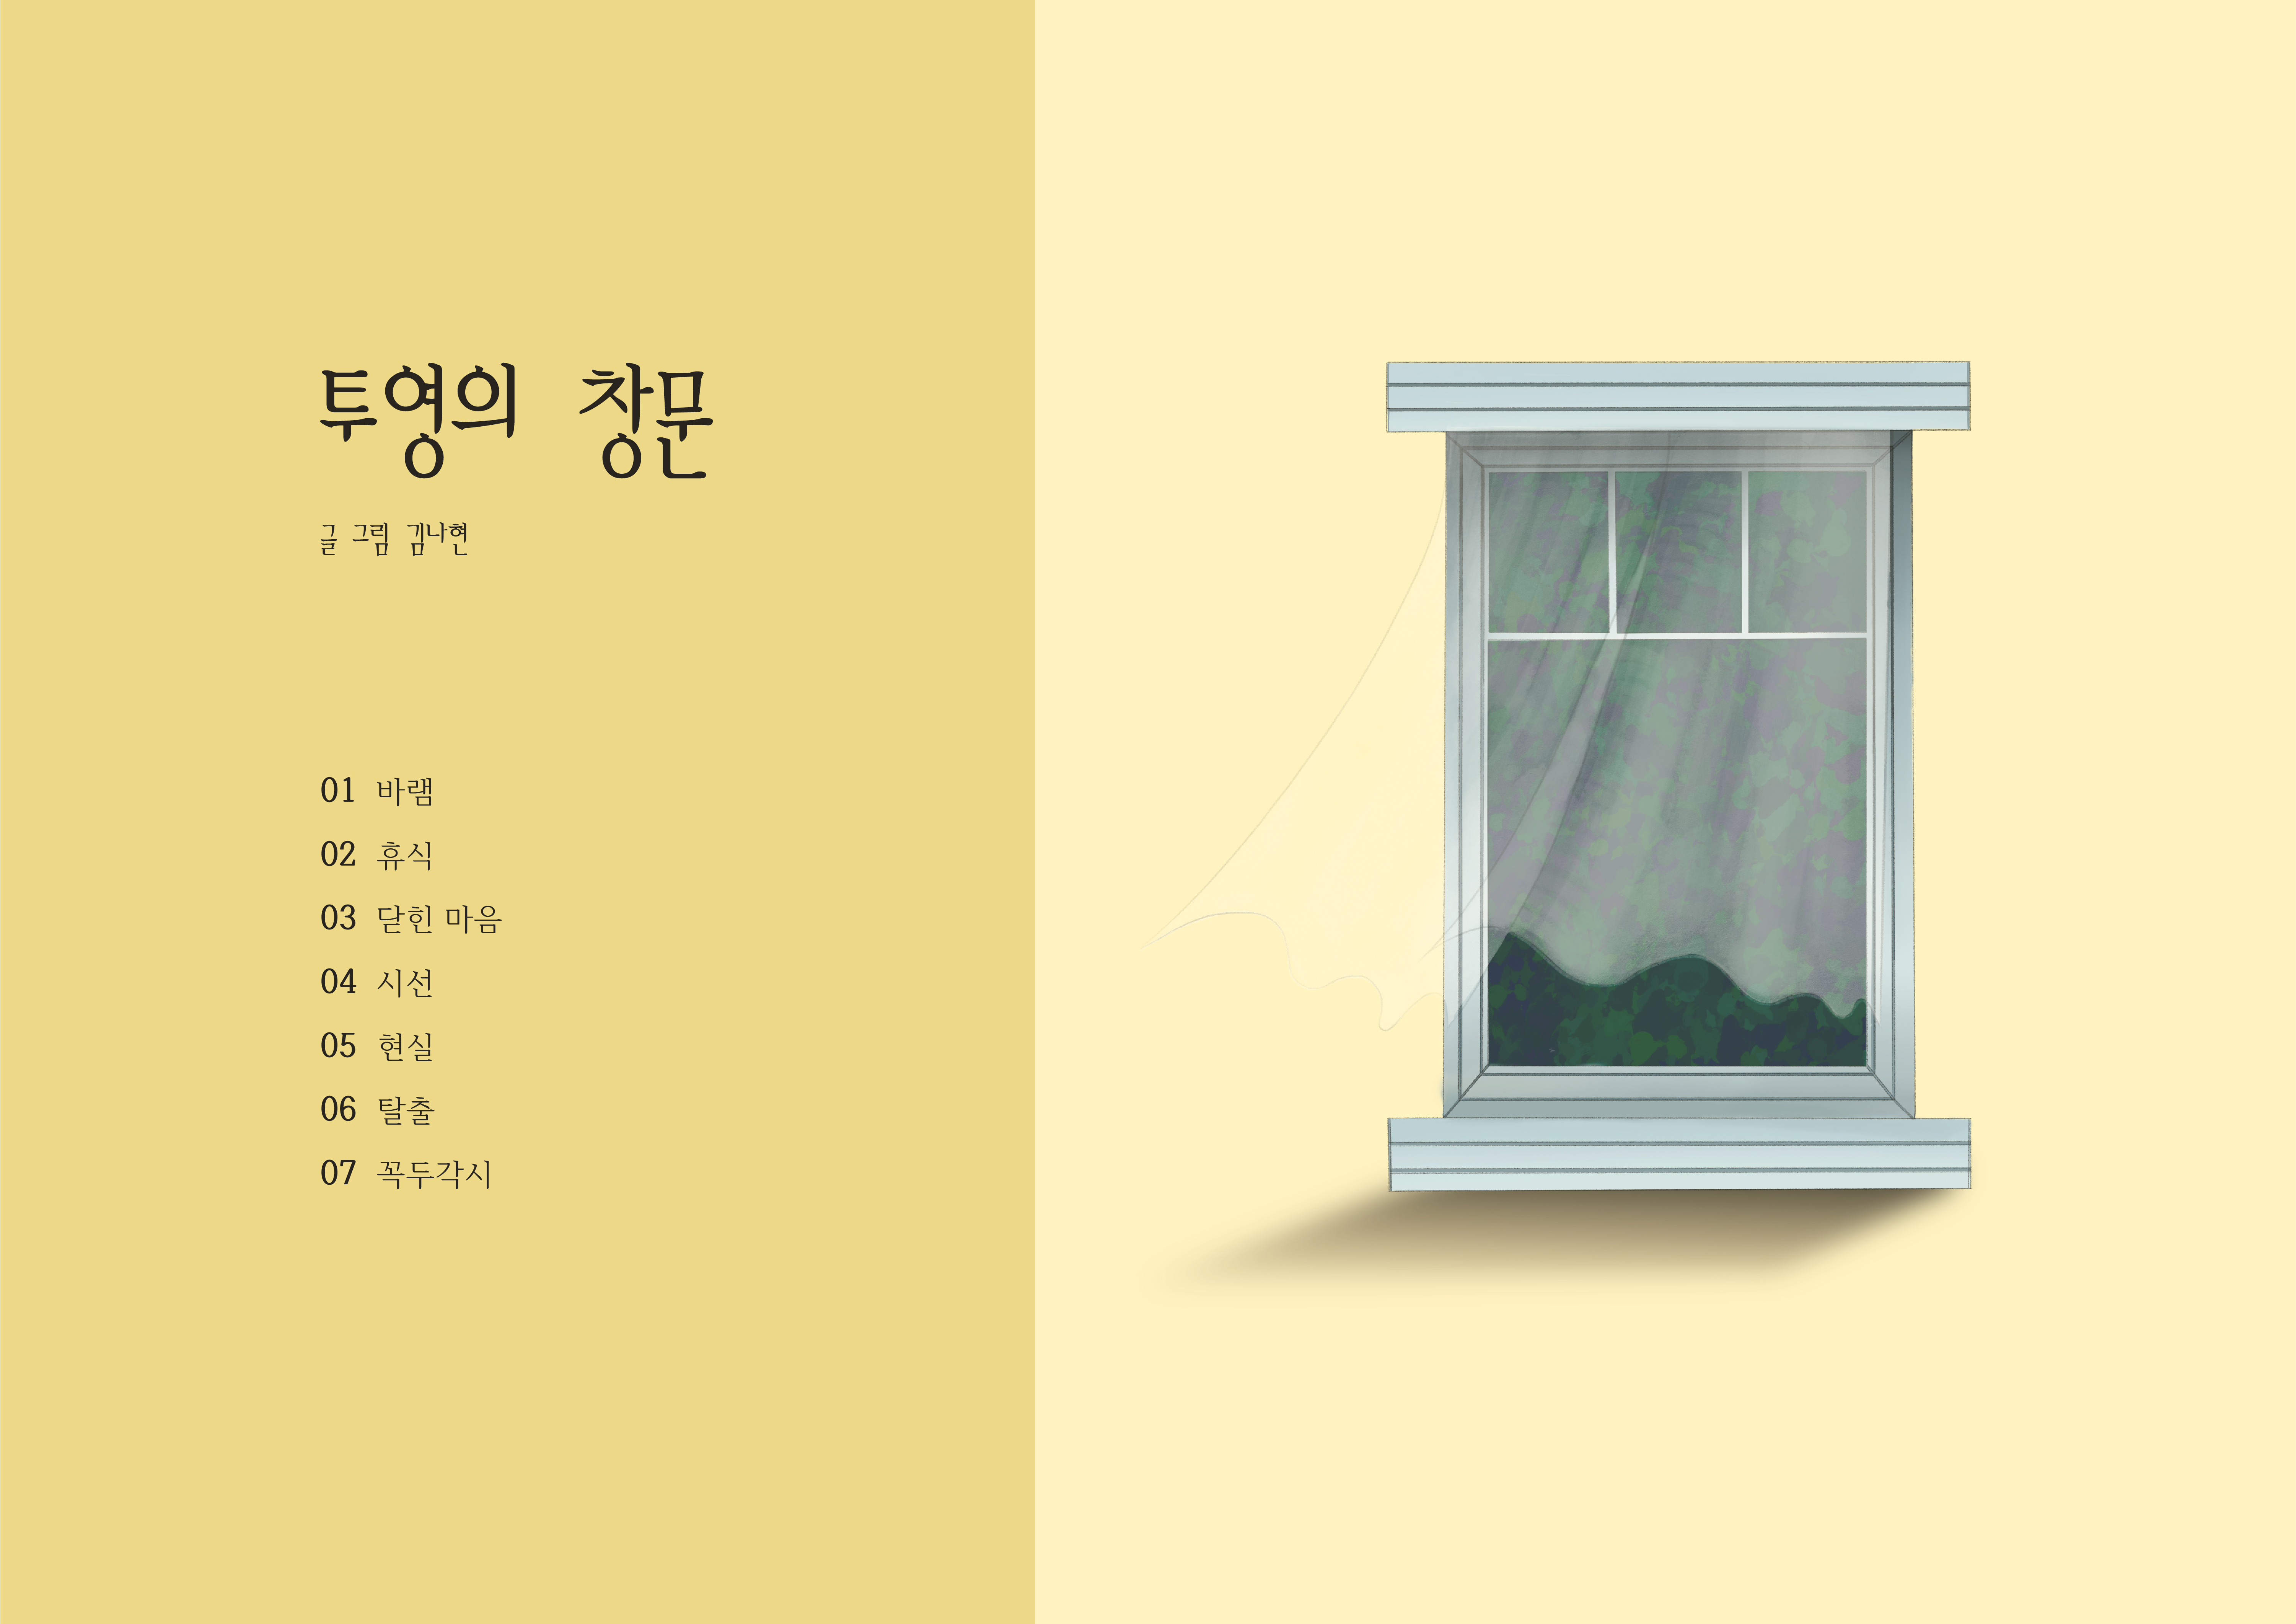 투영의 창문
글 그림 김나현
01 바램
02 휴식
03 닫힌 마음
04 시선
05 현실
06 탈출
07 꼭두각시